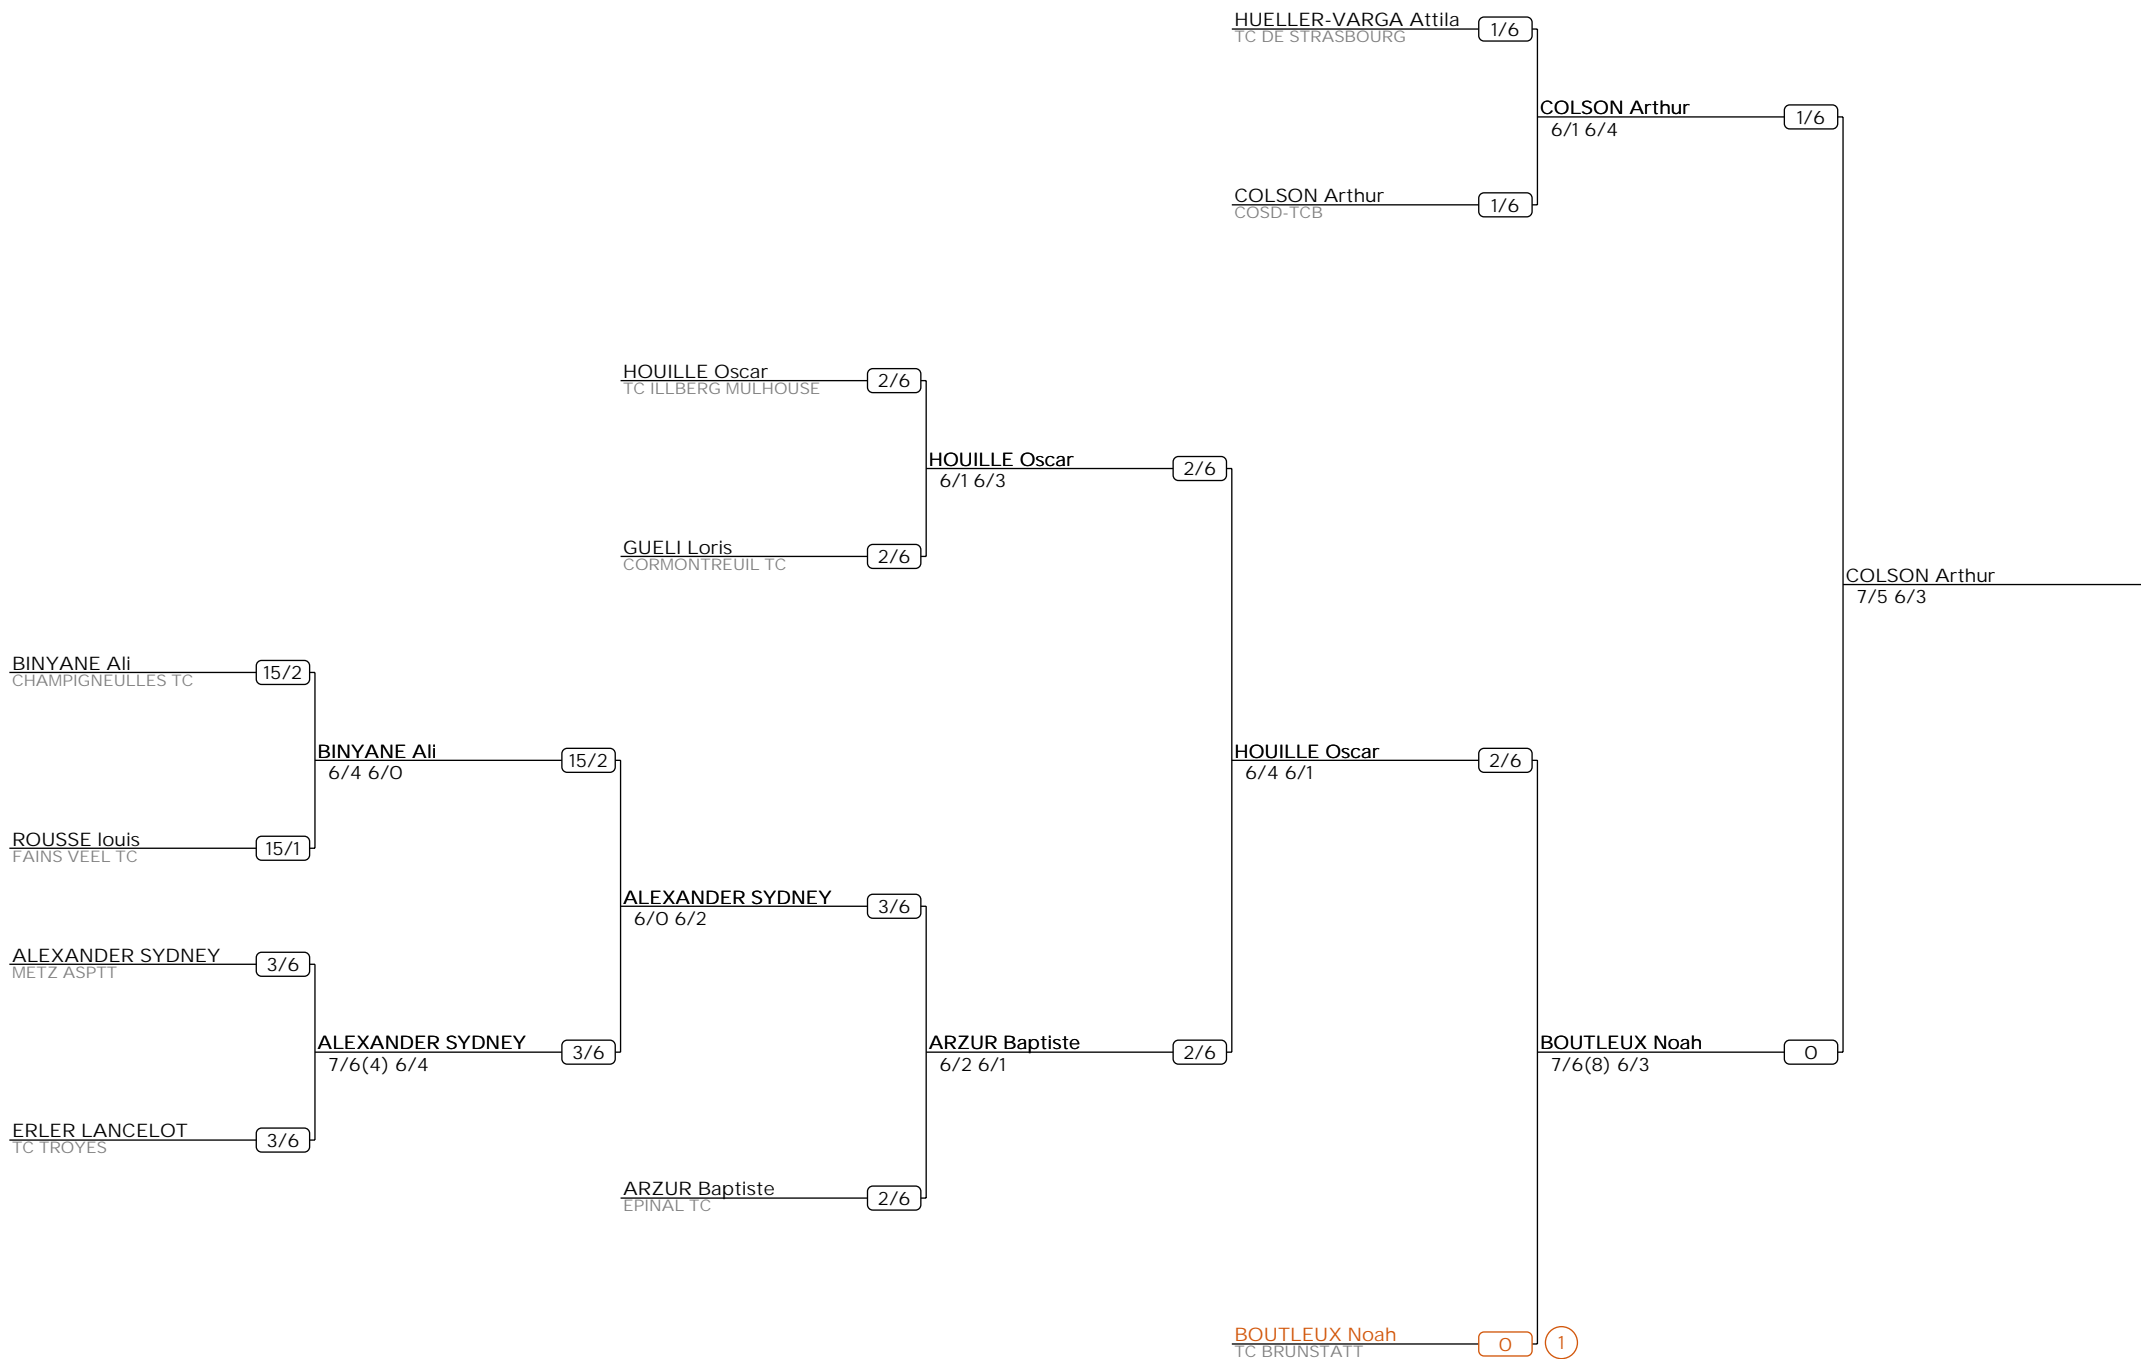 HUELLER-VARGA Attila 1/6
TC DE STRASBOURG
COLSON Arthur 1/6
6/1 6/4
COLSON Arthur 1/6
COSD-TCB
HOUILLE Oscar 2/6
TC ILLBERG MULHOUSE
HOUILLE Oscar 2/6
6/1 6/3
GUELI Loris 2/6
CORMONTREUIL TC
COLSON Arthur
7/5 6/3
BINYANE Ali 15/2
CHAMPIGNEULLES TC
BINYANE Ali 15/2
6/4 6/0
HOUILLE Oscar 2/6
6/4 6/1
ROUSSE louis 15/1
FAINS VEEL TC
ALEXANDER SYDNEY 3/6
6/0 6/2
ALEXANDER SYDNEY 3/6
METZ ASPTT
ALEXANDER SYDNEY 3/6
7/6(4) 6/4
ARZUR Baptiste 2/6
6/2 6/1
BOUTLEUX Noah 0
7/6(8) 6/3
ERLER LANCELOT 3/6
TC TROYES
ARZUR Baptiste 2/6
EPINAL TC
BOUTLEUX Noah 0 1
TC BRUNSTATT